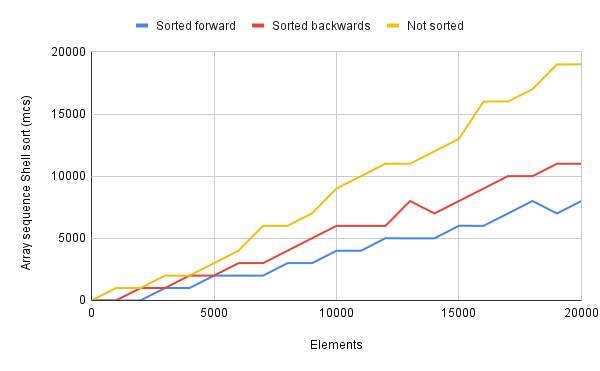 Sorted forward Sorted backwards Not sorted
Array sequence Shell sort (mcs)
20000
15000
10000
5000
0
0 5000 10000 15000 20000
Elements